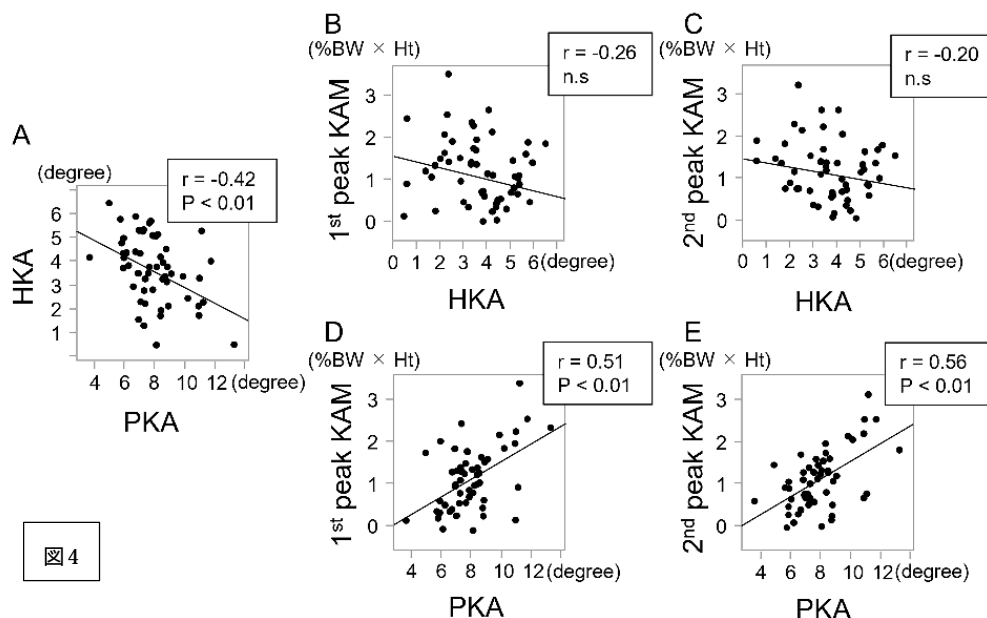 A
(degree)
r = -0.42
P < 0.01
6
5
4
3
2
1
HKA
4 6 8 10 12 (degree)
PKA
B
(%BW × Ht)
r = -0.26
n.s
3
2
1
0
1st peak KAM
0 1 2 3 4 5 6(degree)
HKA
C
(%BW × Ht)
r = -0.20
n.s
3
2
1
0
2nd peak KAM
0 1 2 3 4 5 6(degree)
HKA
D
(%BW × Ht)
r = 0.51
P < 0.01
3
2
1
0
1st peak KAM
4 6 8 10 12(degree)
PKA
E
(%BW × Ht)
r = 0.56
P < 0.01
3
2
1
0
2nd peak KAM
4 6 8 10 12(degree)
PKA
図4